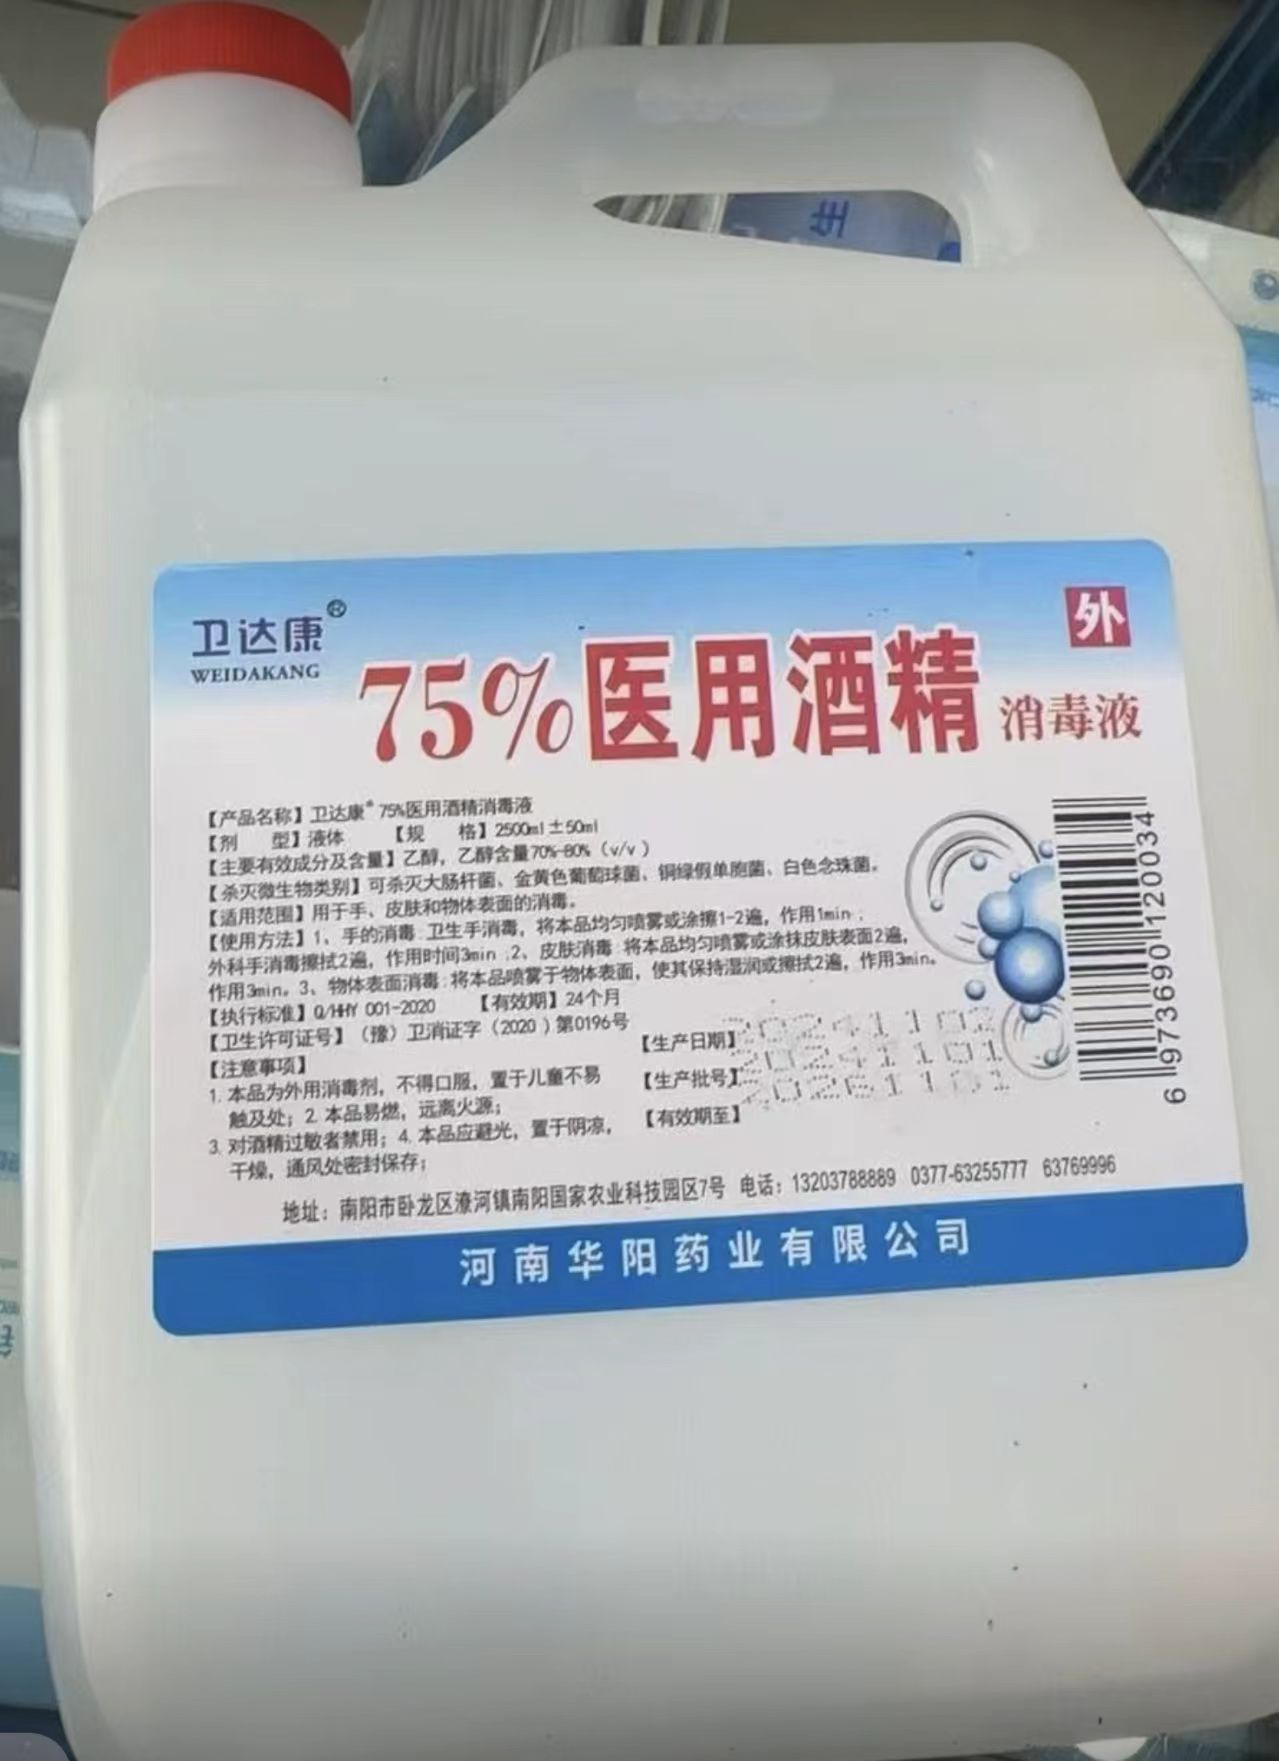 卫达康®
WEIDAKANG
外
75%医用酒精 消毒液
【产品名称】卫达康®75%医用酒精消毒液
【剂 型】液体 【规 格】2500ml±50ml
【主要有效成分及含量】乙醇，乙醇含量70%-80%（v/v）
【杀灭微生物类别】可杀灭大肠杆菌、金黄色葡萄球菌、铜绿假单胞菌、白色念珠菌。
【适用范围】用于手、皮肤和物体表面的消毒。
【使用方法】1、手的消毒:卫生手消毒，将本品均匀喷雾或涂擦1-2遍，作用1min；
外科手消毒擦拭2遍，作用时间3min；2、皮肤消毒:将本品均匀喷雾或涂抹皮肤表面2遍，
作用3min。3、物体表面消毒:将本品喷雾于物体表面，使其保持湿润或擦拭2遍，作用3min。
【执行标准】Q/HHY 001-2020 【有效期】24个月
【卫生许可证号】（豫）卫消证字（2020）第0196号
【注意事项】
1. 本品为外用消毒剂，不得口服，置于儿童不易
触及处；2. 本品易燃，远离火源；
3. 对酒精过敏者禁用；4. 本品应避光，置于阴凉，
干燥，通风处密封保存；
【生产日期】20241102
【生产批号】20241101
【有效期至】20261101
6 973690 120034
地址：南阳市卧龙区潦河镇南阳国家农业科技园区7号 电话：13203788889 0377-63255777 63769996
河南华阳药业有限公司